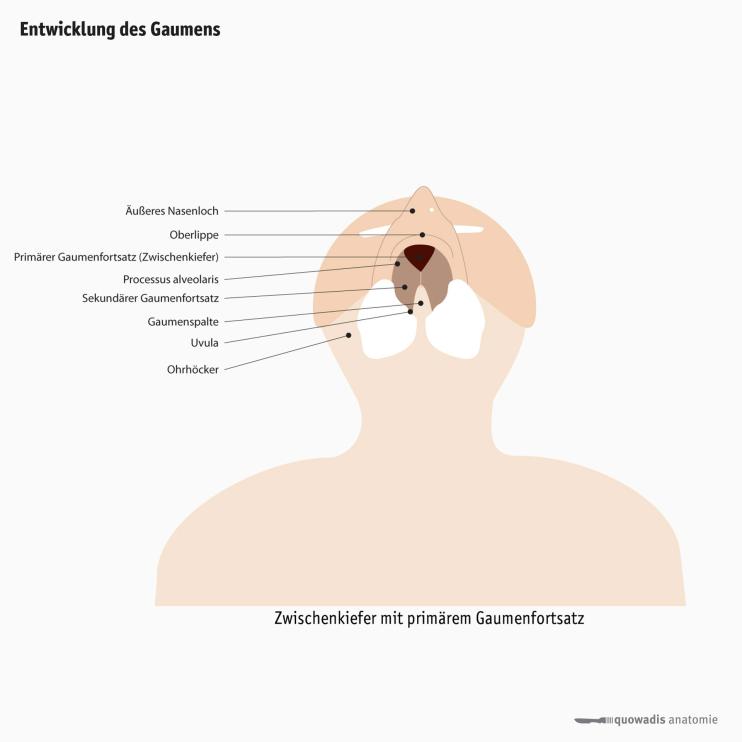 Entwicklung des Gaumens
Äußeres Nasenloch
Oberlippe
Primärer Gaumenfortsatz (Zwischenkiefer)
Processus alveolaris
Sekundärer Gaumenfortsatz
Gaumenspalte
Uvula
Ohrhöcker
Zwischenkiefer mit primärem Gaumenfortsatz
quowadis anatomie